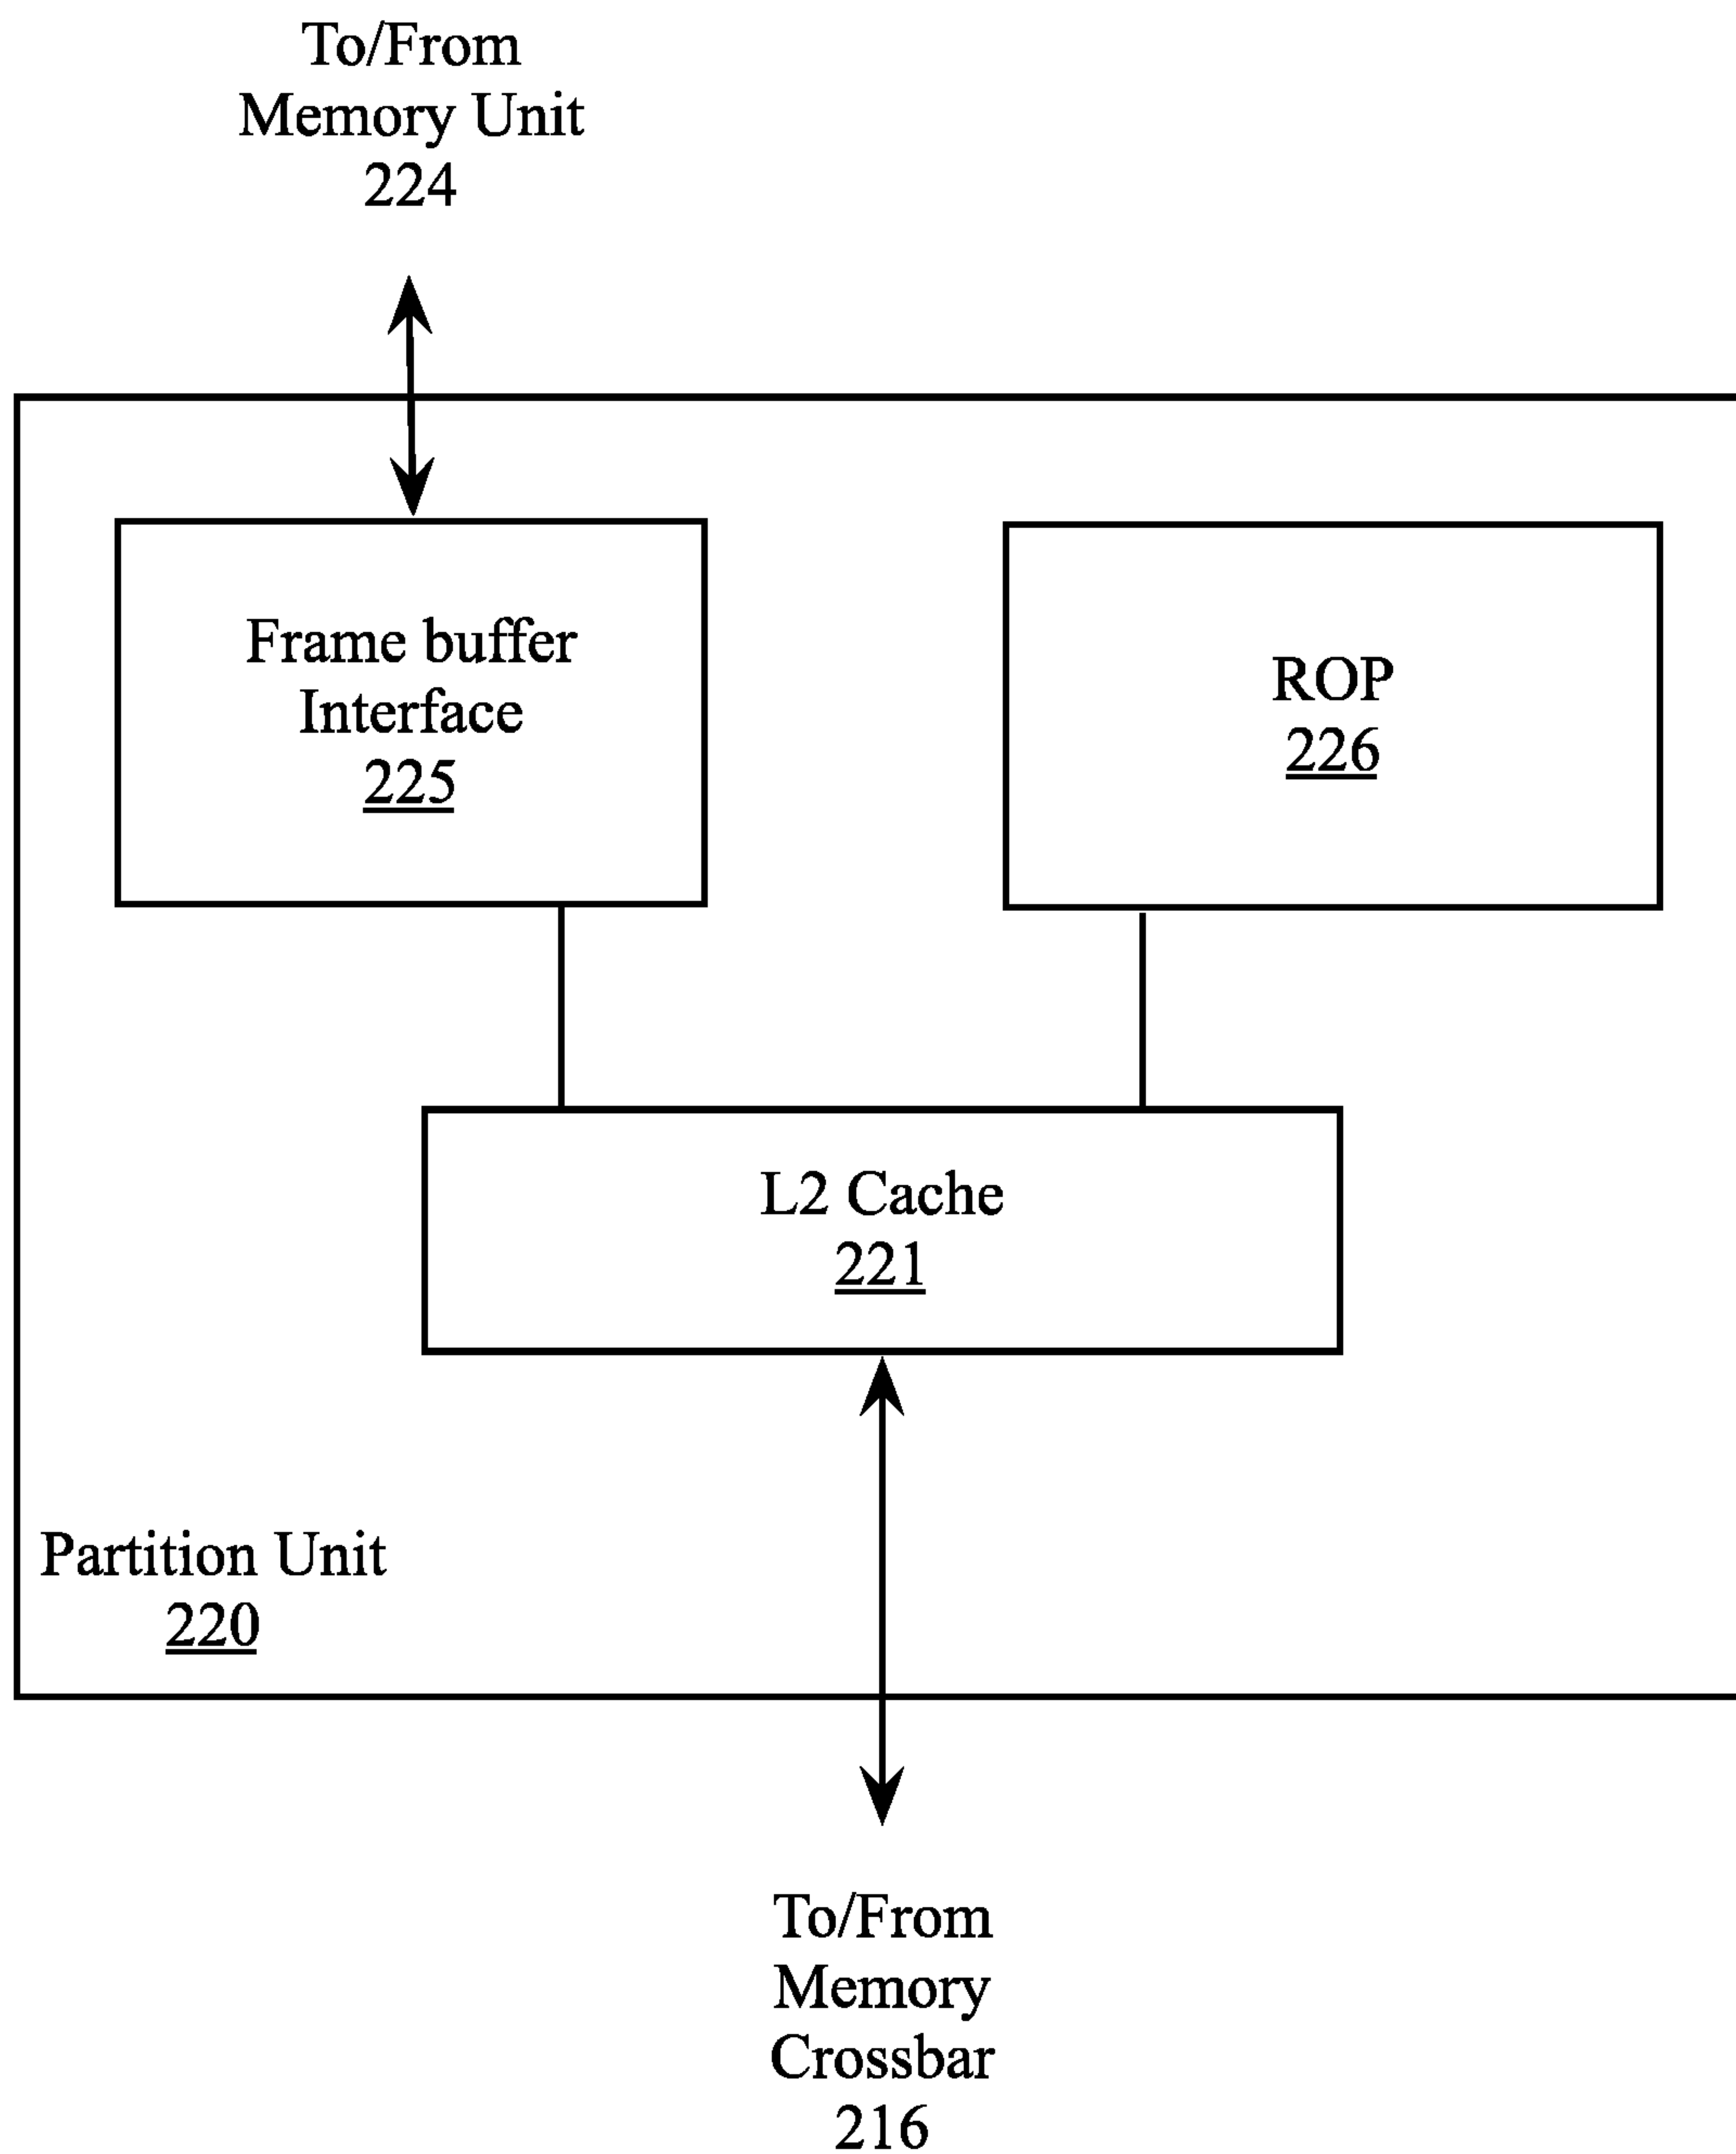 To/From
Memory Unit
224
Frame buffer
Interface
225
ROP
226
L2 Cache
221
Partition Unit
220
To/From
Memory
Crossbar
216